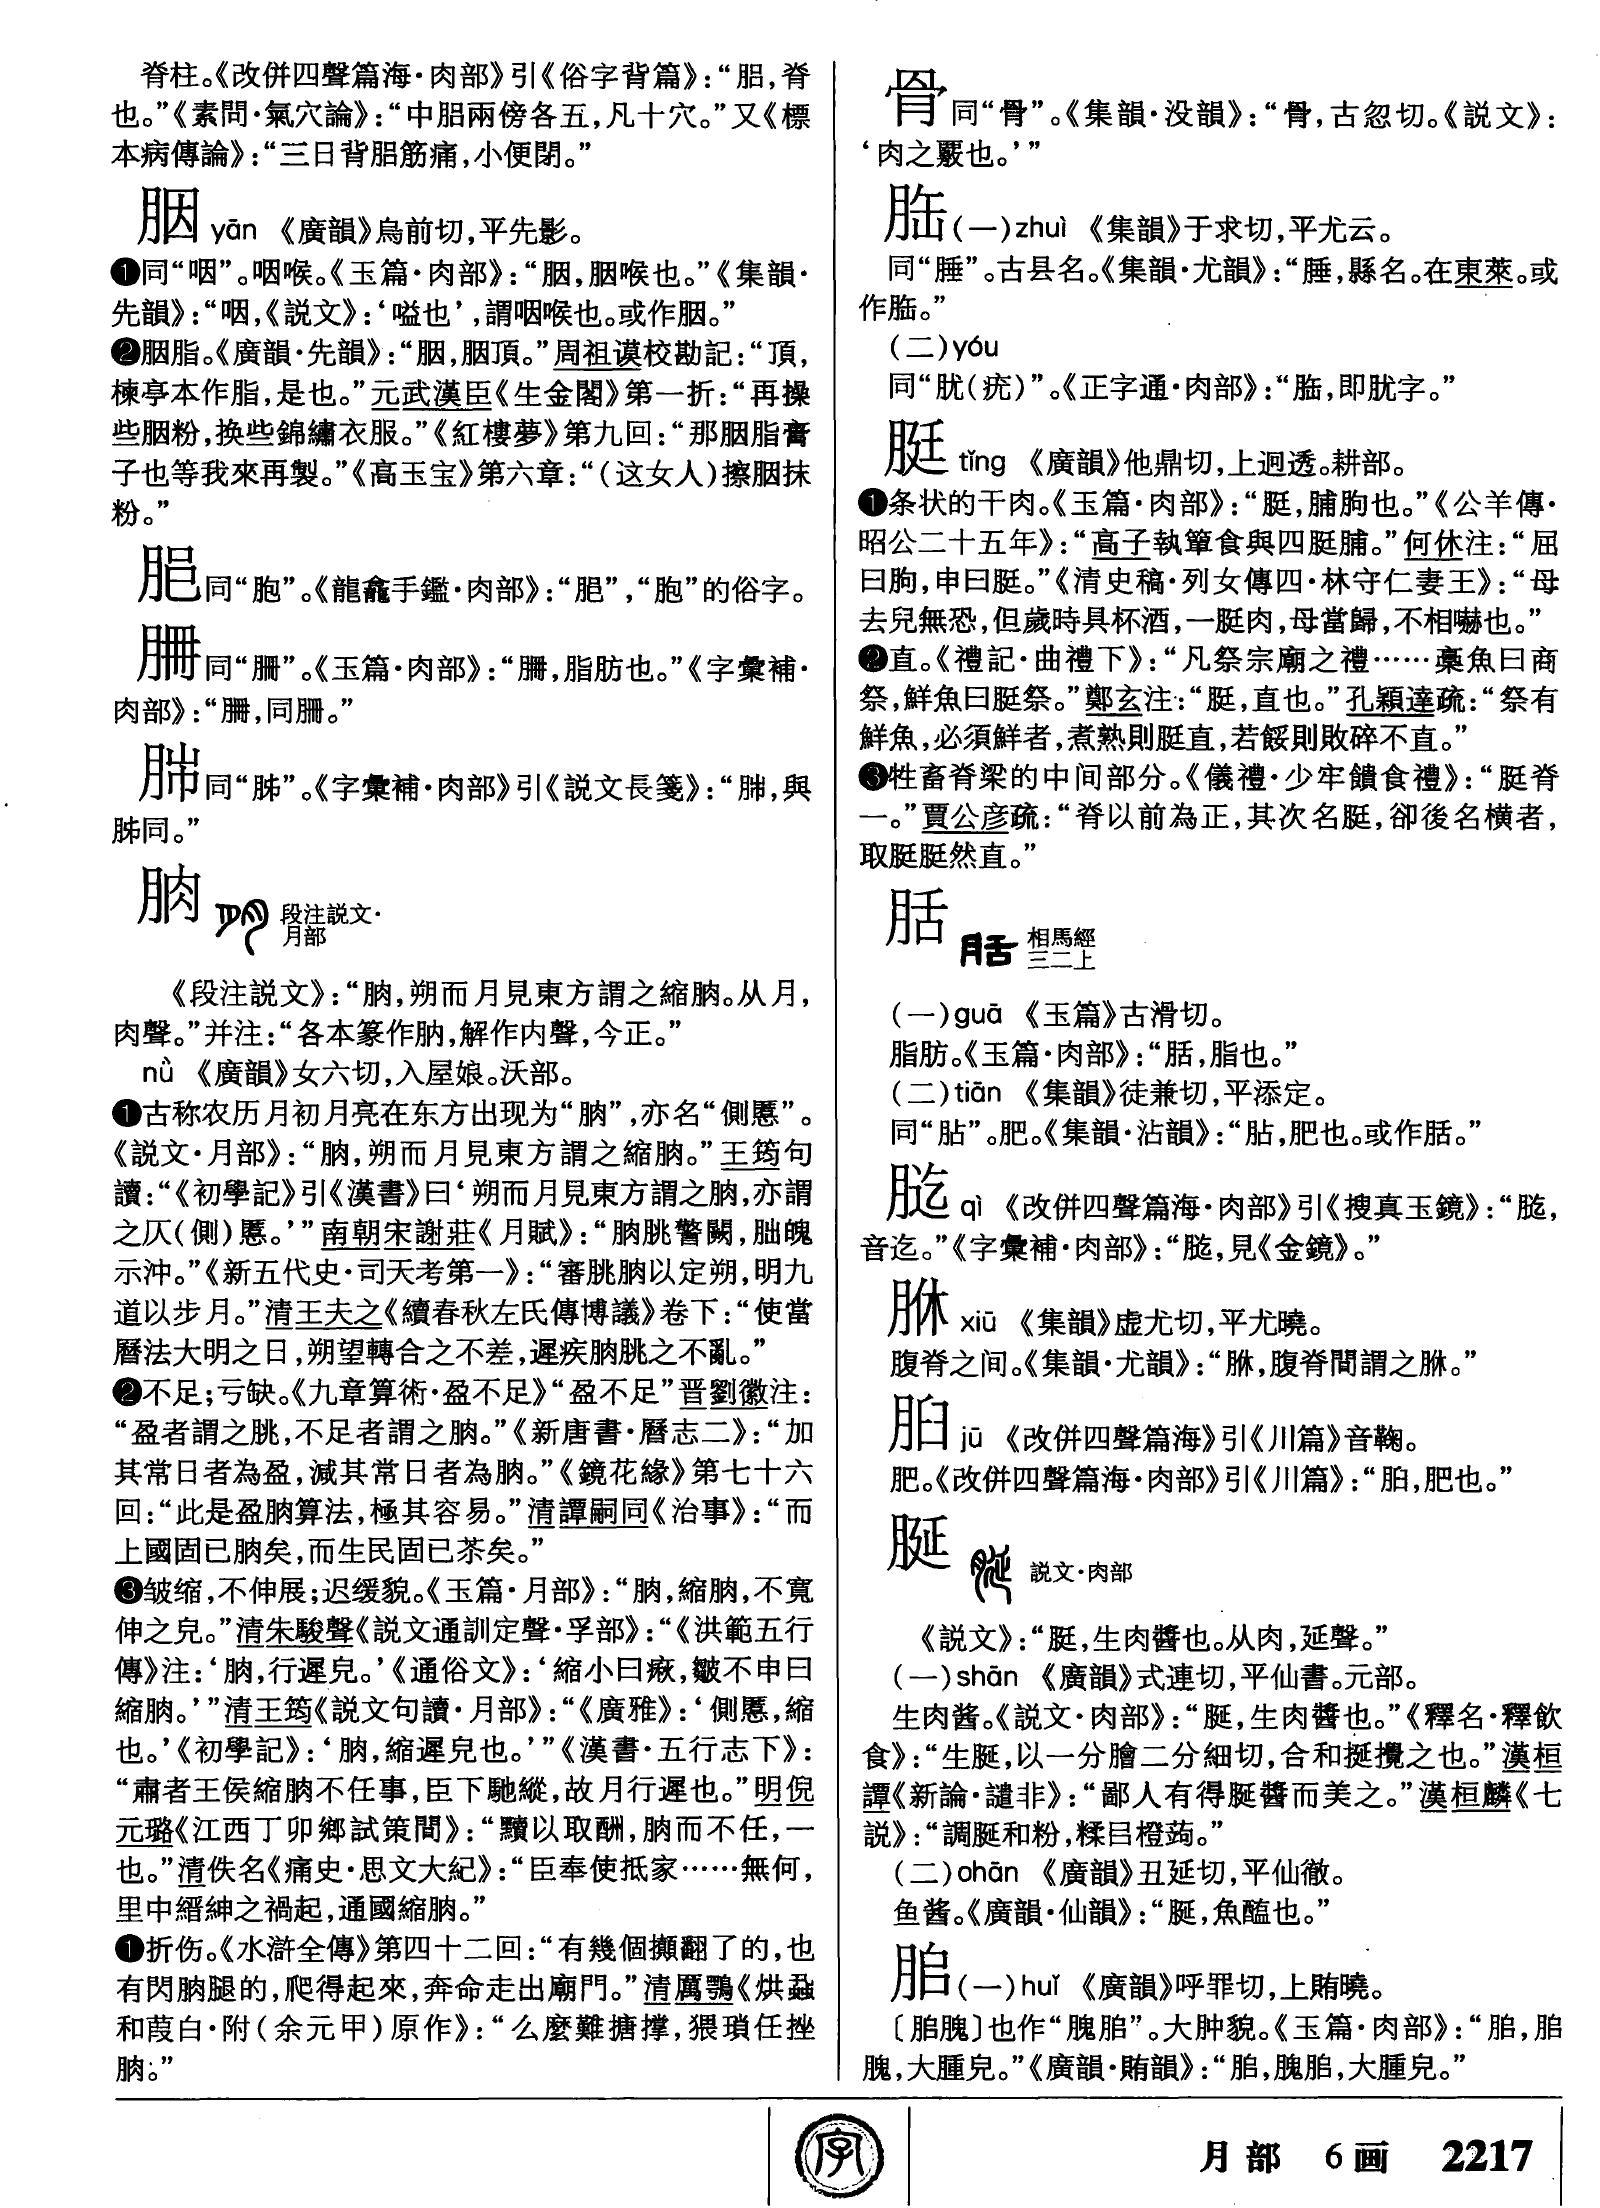 脊柱。《改併四聲篇海·肉部》引《俗字背篇》：“䏰，脊
也。”《素問·氣穴論》：“中䏰兩傍各五，凡十穴。”又《標
本病傳論》：“三日背䏰筋痛，小便閉。”
胭 yān 《廣韻》烏前切，平先影。
❶同“咽”。咽喉。《玉篇·肉部》：“胭，胭喉也。”《集韻·
先韻》：“咽，《説文》：‘嗌也’，謂咽喉也。或作胭。”
❷胭脂。《廣韻·先韻》：“胭，胭頂。”周祖谟校勘記：“頂，
楝亭本作脂，是也。”元武漢臣《生金閣》第一折：“再操
些胭粉，换些錦繡衣服。”《紅樓夢》第九回：“那胭脂膏
子也等我來再製。”《高玉宝》第六章：“（这女人）擦胭抹
粉。”
同“胞”。《龍龕手鑑·肉部》：“”，“胞”的俗字。
同“𦙱”。《玉篇·肉部》：“，脂肪也。”《字彙補·
肉部》：“，同。”
同“胏”。《字彙補·肉部》引《説文長箋》：“，與
胏同。”
朒 段注説文·
月部
《段注説文》：“朒，朔而月見東方謂之縮朒。从月，
肉聲。”并注：“各本篆作肭，解作内聲，今正。”
nǜ 《廣韻》女六切，入屋娘。沃部。
❶古称农历月初月亮在东方出现为“朒”，亦名“側慝”。
《説文·月部》：“朒，朔而月見東方謂之縮朒。”王筠句
讀：“《初學記》引《漢書》曰‘朔而月見東方謂之朒，亦謂
之仄（側）慝。’”南朝宋謝莊《月賦》：“朒朓警闕，朏魄
示沖。”《新五代史·司天考第一》：“審朓朒以定朔，明九
道以步月。”清王夫之《續春秋左氏傳博議》卷下：“使當
曆法大明之日，朔望轉合之不差，遲疾朒朓之不亂。”
❷不足；亏缺。《九章算術·盈不足》“盈不足”晋劉徽注：
“盈者謂之朓，不足者謂之朒。”《新唐書·曆志二》：“加
其常日者為盈，減其常日者為朒。”《鏡花緣》第七十六
回：“此是盈朒算法，極其容易。”清譚嗣同《治事》：“而
上國固已朒矣，而生民固已苶矣。”
❸皱缩，不伸展；迟缓貌。《玉篇·月部》：“朒，縮朒，不寬
伸之皃。”清朱駿聲《説文通訓定聲·孚部》：“《洪範五行
傳》注：‘朒，行遲皃。’《通俗文》：‘縮小曰瘷，皺不申曰
縮朒。’”清王筠《説文句讀·月部》：“《廣雅》：‘側慝，縮
也。’《初學記》：‘朒，縮遲皃也。’”《漢書·五行志下》：
“肅者王侯縮朒不任事，臣下馳縱，故月行遲也。”明倪
元璐《江西丁卯鄉試策問》：“黷以取酬，朒而不任，一
也。”清佚名《痛史·思文大紀》：“臣奉使抵家……無何，
里中縉紳之禍起，通國縮朒。”
❶折伤。《水滸全傳》第四十二回：“有幾個攧翻了的，也
有閃朒腿的，爬得起來，奔命走出廟門。”清厲鶚《烘蝨
和葭白·附（余元甲）原作》：“么麼難搪撑，猥瑣任挫
朒。”
骨同“骨”。《集韻·没韻》：“骨，古忽切。《説文》：
‘肉之覈也。’”
（一）zhuì 《集韻》于求切，平尤云。
同“腄”。古县名。《集韻·尤韻》：“腄，縣名。在東萊。或
作。”
（二）yóu
同“肬（疣）”。《正字通·肉部》：“，即肬字。”
脡 tǐng 《廣韻》他鼎切，上迥透。耕部。
❶条状的干肉。《玉篇·肉部》：“脡，脯朐也。”《公羊傳·
昭公二十五年》：“高子執簞食與四脡脯。”何休注：“屈
曰朐，申曰脡。”《清史稿·列女傳四·林守仁妻王》：“母
去兒無恐，但歲時具杯酒，一脡肉，母當歸，不相嚇也。”
❷直。《禮記·曲禮下》：“凡祭宗廟之禮……槀魚曰商
祭，鮮魚曰脡祭。”鄭玄注：“脡，直也。”孔穎達疏：“祭有
鮮魚，必須鮮者，煮熟則脡直，若餒則敗碎不直。”
❸牲畜脊梁的中间部分。《儀禮·少牢饋食禮》：“脡脊
一。”賈公彦疏：“脊以前為正，其次名脡，卻後名横者，
取脡脡然直。”
䏦 相馬經
三二上
（一）guā 《玉篇》古滑切。
脂肪。《玉篇·肉部》：“䏦，脂也。”
（二）tiān 《集韻》徒兼切，平添定。
同“䏙”。肥。《集韻·沾韻》：“䏙，肥也。或作䏦。”
qì 《改併四聲篇海·肉部》引《搜真玉鏡》：“，
音迄。”《字彙補·肉部》：“，見《金鏡》。”
脙 xiū 《集韻》虚尤切，平尤曉。
腹脊之间。《集韻·尤韻》：“，腹脊間謂之。”
jū 《改併四聲篇海》引《川篇》音鞠。
肥。《改併四聲篇海·肉部》引《川篇》：“，肥也。”
脠 説文·肉部
《説文》：“脠，生肉醬也。从肉，延聲。”
（一）shān 《廣韻》式連切，平仙書。元部。
生肉酱。《説文·肉部》：“脠，生肉醬也。”《釋名·釋飲
食》：“生脠，以一分膾二分細切，合和挻攪之也。”漢桓
譚《新論·譴非》：“鄙人有得脠醬而美之。”漢桓麟《七
説》：“調脠和粉，糅㠯橙蒟。”
（二）ohān 《廣韻》丑延切，平仙徹。
鱼酱。《廣韻·仙韻》：“脠，魚醢也。”
（一）huǐ 《廣韻》呼罪切，上賄曉。
〔腲〕也作“腲”。大肿貌。《玉篇·肉部》：“，
，大腫皃。”《廣韻·賄韻》：“，，大腫皃。”
字
月部 6画 2217